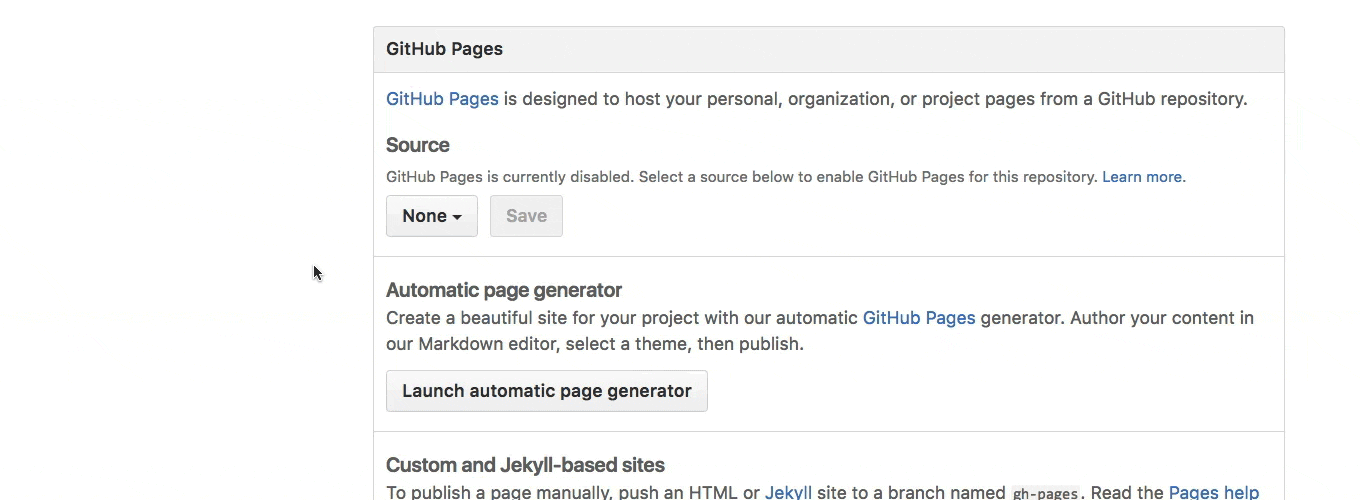 GitHub Pages
GitHub Pages is designed to host your personal, organization, or project pages from a GitHub repository.
Source
GitHub Pages is currently disabled. Select a source below to enable GitHub Pages for this repository. Learn more.
None Save
Automatic page generator
Create a beautiful site for your project with our automatic GitHub Pages generator. Author your content in
our Markdown editor, select a theme, then publish.
Launch automatic page generator
Custom and Jekyll-based sites
To publish a page manually, push an HTML or Jekyll site to a branch named gh-pages. Read the Pages help